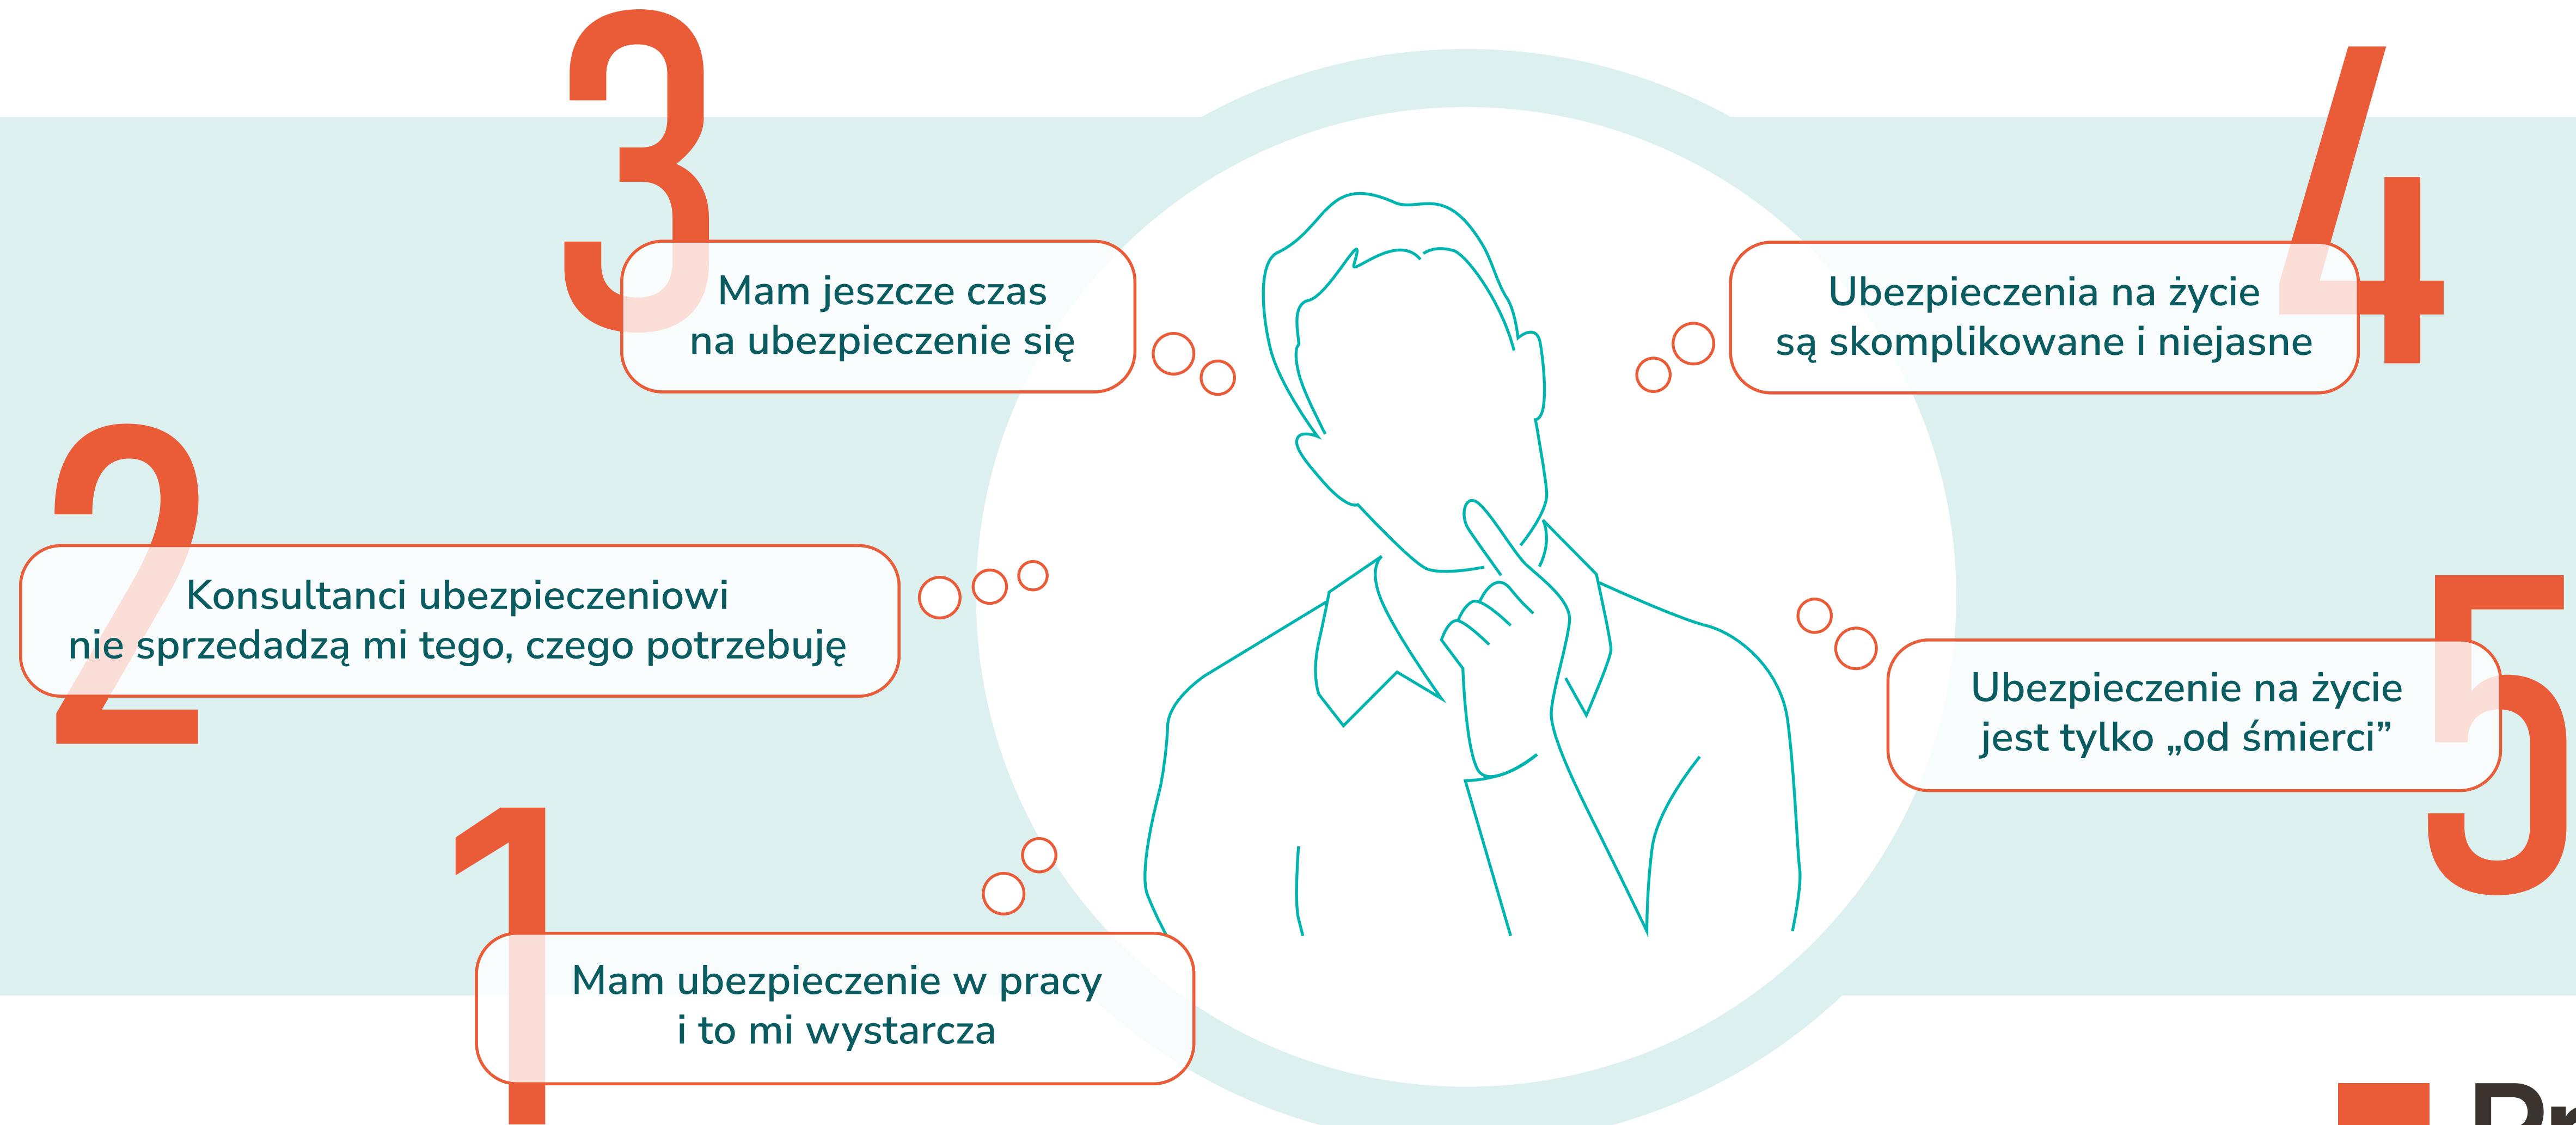 3
Mam jeszcze czas
na ubezpieczenie się
4
Ubezpieczenia na życie
są skomplikowane i niejasne
2
Konsultanci ubezpieczeniowi
nie sprzedadzą mi tego, czego potrzebuję
5
Ubezpieczenie na życie
jest tylko „od śmierci”
1
Mam ubezpieczenie w pracy
i to mi wystarcza